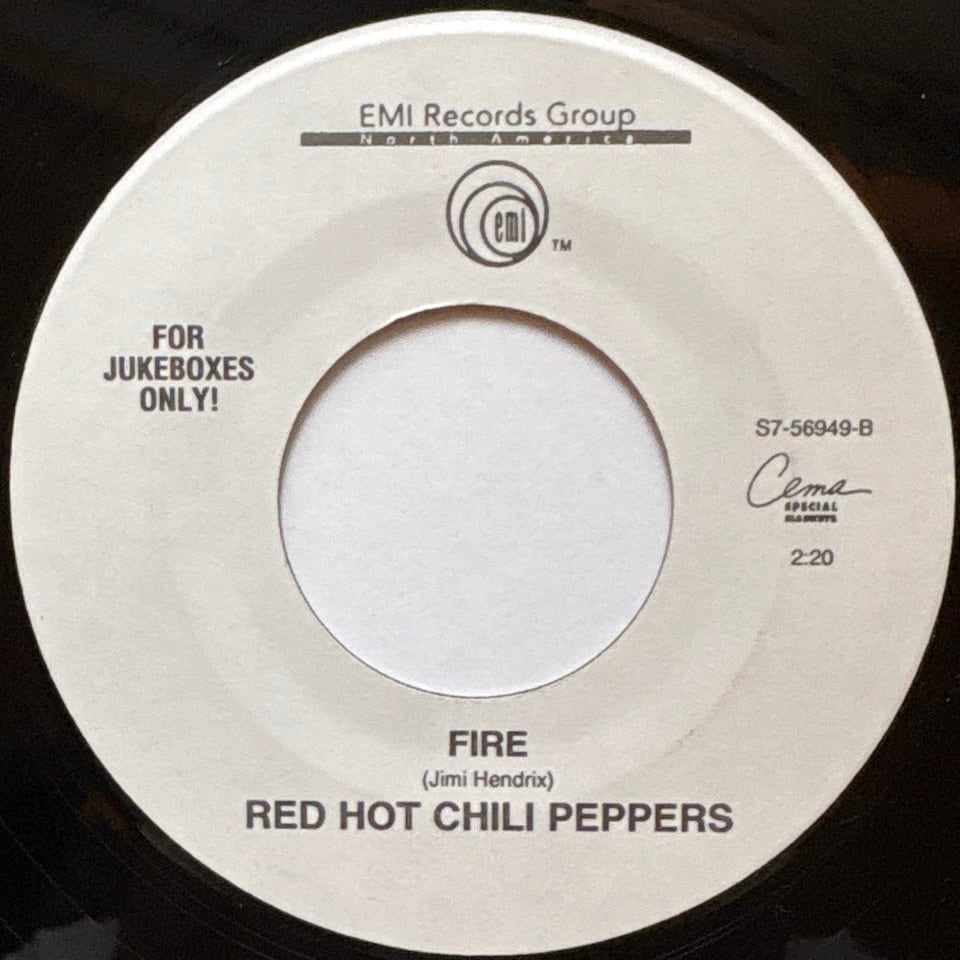 EMI Records Group
North America
emi
TM
FOR
JUKEBOXES
ONLY!
S7-56949-B
Cema
SPECIAL
MARKETS
2:20
FIRE
(Jimi Hendrix)
RED HOT CHILI PEPPERS